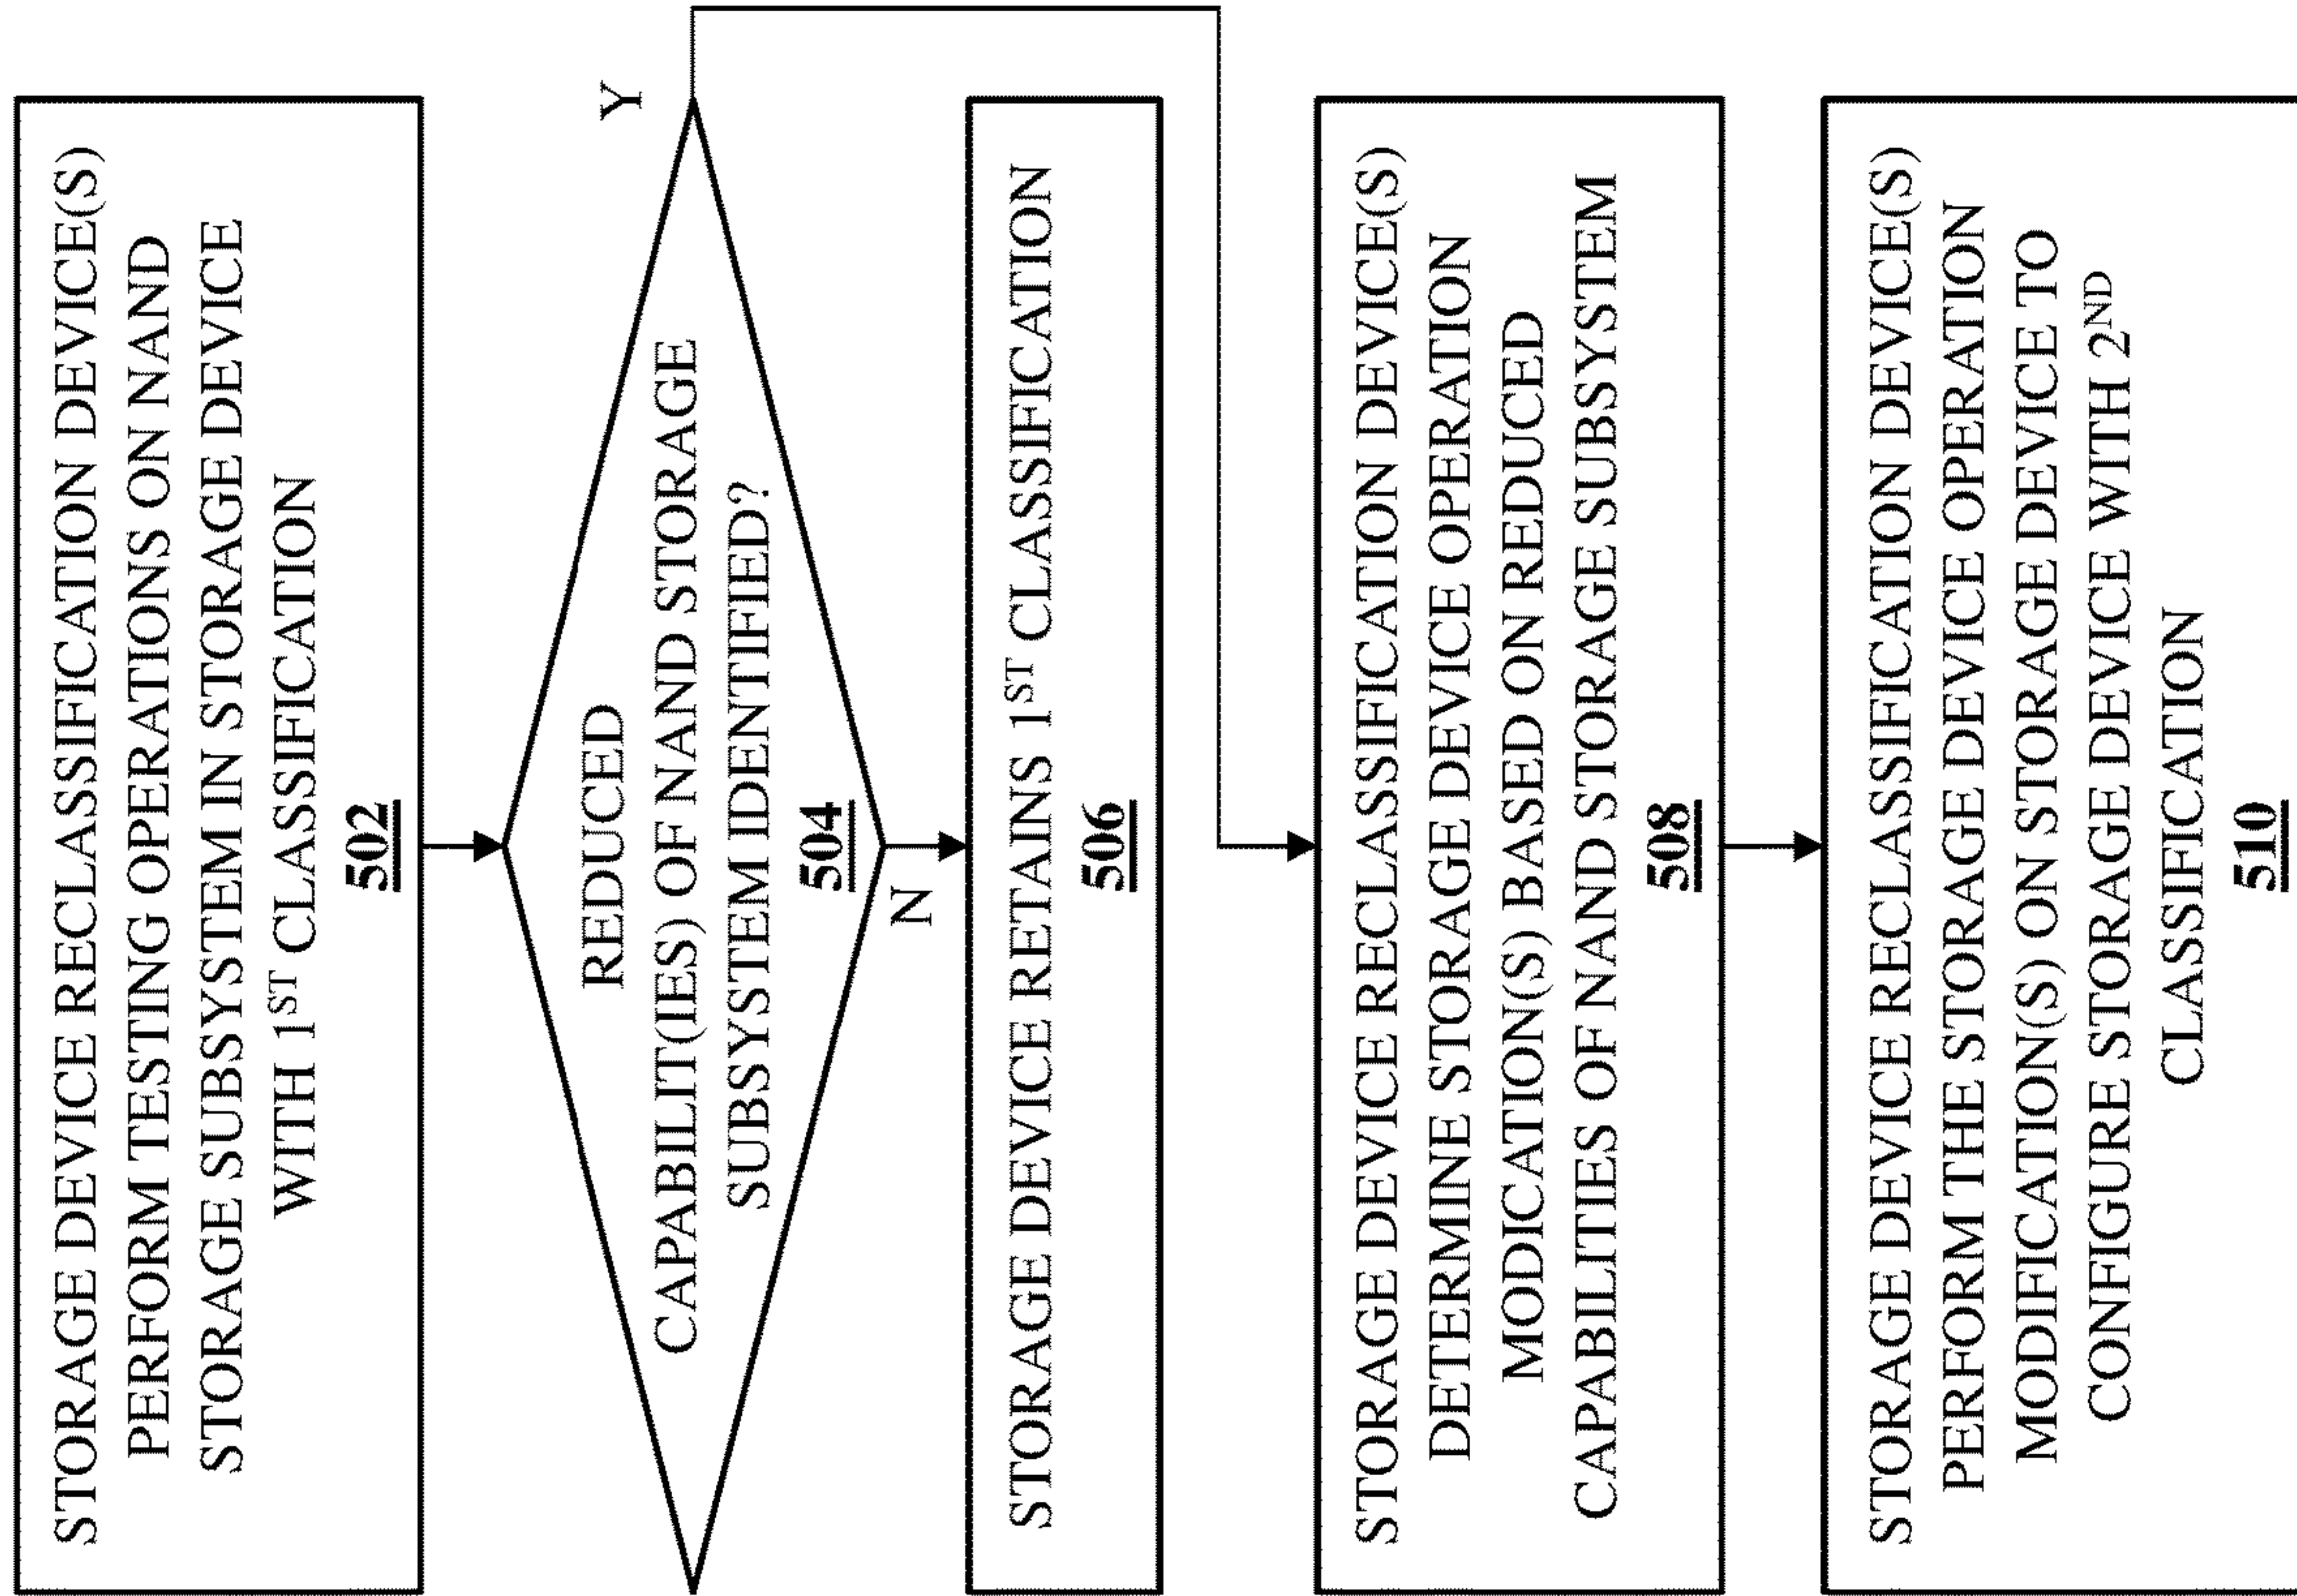 STORAGE DEVICE RECLASSIFICATION DEVICE(S)
PERFORM TESTING OPERATIONS ON NAND
STORAGE SUBSYSTEM IN STORAGE DEVICE
WITH 1ST CLASSIFICATION
502
REDUCED
CAPABILIT(IES) OF NAND STORAGE
SUBSYSTEM IDENTIFIED?
504
Y
N
STORAGE DEVICE RETAINS 1ST CLASSIFICATION
506
STORAGE DEVICE RECLASSIFICATION DEVICE(S)
DETERMINE STORAGE DEVICE OPERATION
MODICATION(S) BASED ON REDUCED
CAPABILITIES OF NAND STORAGE SUBSYSTEM
508
STORAGE DEVICE RECLASSIFICATION DEVICE(S)
PERFORM THE STORAGE DEVICE OPERATION
MODIFICATION(S) ON STORAGE DEVICE TO
CONFIGURE STORAGE DEVICE WITH 2ND
CLASSIFICATION
510